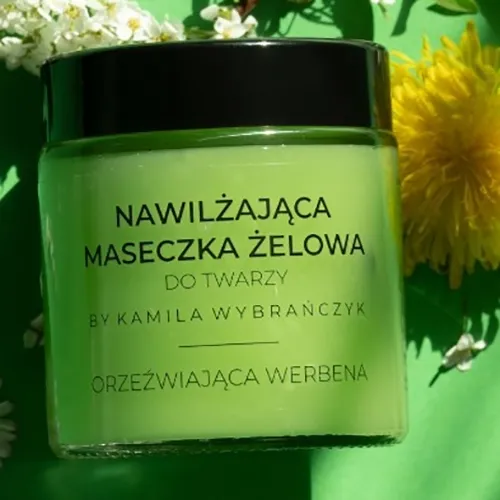 NAWILŻAJĄCA
MASECZKA ŻELOWA
DO TWARZY
BY KAMILA WYBRAŃCZYK
ORZEŹWIAJĄCA WERBENA